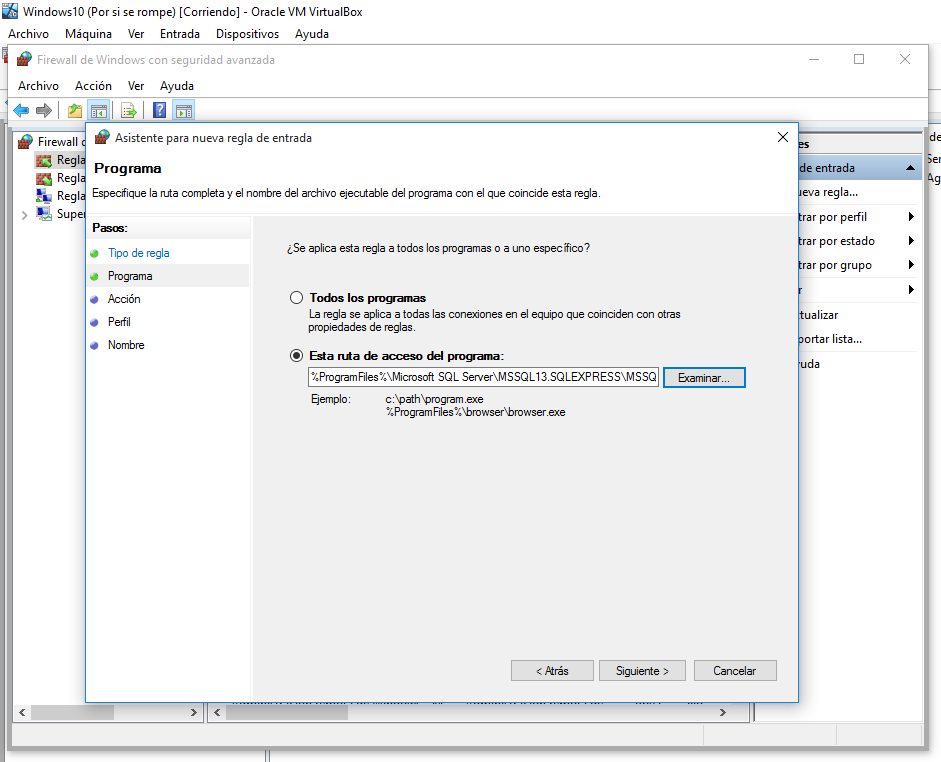 Windows10 (Por si se rompe) [Corriendo] - Oracle VM VirtualBox
Archivo Máquina Ver Entrada Dispositivos Ayuda
Firewall de Windows con seguridad avanzada
Archivo Acción Ver Ayuda
Firewall
Regla
Regla
Regla
Super
Asistente para nueva regla de entrada
Programa
Especifique la ruta completa y el nombre del archivo ejecutable del programa con el que coincide esta regla.
Pasos:
Tipo de regla
Programa
Acción
Perfil
Nombre
¿Se aplica esta regla a todos los programas o a uno específico?
Todos los programas
La regla se aplica a todas las conexiones en el equipo que coinciden con otras
propiedades de reglas.
Esta ruta de acceso del programa:
%ProgramFiles%\Microsoft SQL Server\MSSQL13.SQLEXPRESS\MSSQ
Examinar...
Ejemplo: c:\path\program.exe
%ProgramFiles%\browser\browser.exe
< Atrás Siguiente > Cancelar
es
de entrada
ueva regla...
trar por perfil
trar por estado
trar por grupo
r
tualizar
portar lista...
uda
de
Ser
Ag